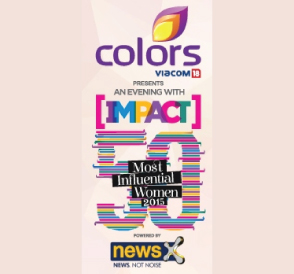 colors
VIACOM 18
PRESENTS
AN EVENING WITH
[IMPACT]
50
Most
Influential
Women
2015
POWERED BY
newsX
NEWS. NOT NOISE